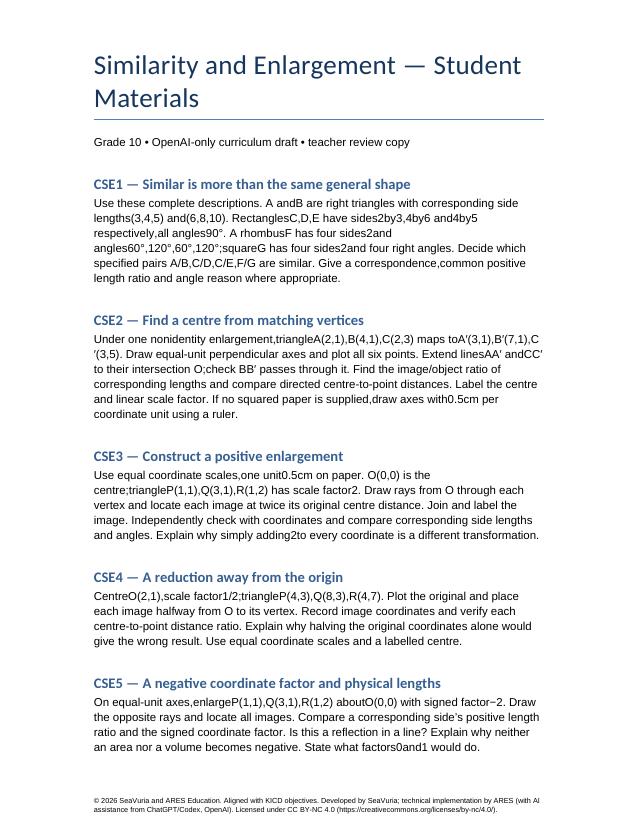 Similarity and Enlargement — Student
Materials
Grade 10 • OpenAI-only curriculum draft • teacher review copy
CSE1 — Similar is more than the same general shape
Use these complete descriptions. A andB are right triangles with corresponding side
lengths(3,4,5) and(6,8,10). RectanglesC,D,E have sides2by3,4by6 and4by5
respectively,all angles90°. A rhombusF has four sides2and
angles60°,120°,60°,120°;squareG has four sides2and four right angles. Decide which
specified pairs A/B,C/D,C/E,F/G are similar. Give a correspondence,common positive
length ratio and angle reason where appropriate.
CSE2 — Find a centre from matching vertices
Under one nonidentity enlargement,triangleA(2,1),B(4,1),C(2,3) maps toA′(3,1),B′(7,1),C
′(3,5). Draw equal-unit perpendicular axes and plot all six points. Extend linesAA′ andCC′
to their intersection O;check BB′ passes through it. Find the image/object ratio of
corresponding lengths and compare directed centre-to-point distances. Label the centre
and linear scale factor. If no squared paper is supplied,draw axes with0.5cm per
coordinate unit using a ruler.
CSE3 — Construct a positive enlargement
Use equal coordinate scales,one unit0.5cm on paper. O(0,0) is the
centre;triangleP(1,1),Q(3,1),R(1,2) has scale factor2. Draw rays from O through each
vertex and locate each image at twice its original centre distance. Join and label the
image. Independently check with coordinates and compare corresponding side lengths
and angles. Explain why simply adding2to every coordinate is a different transformation.
CSE4 — A reduction away from the origin
CentreO(2,1),scale factor1/2;triangleP(4,3),Q(8,3),R(4,7). Plot the original and place
each image halfway from O to its vertex. Record image coordinates and verify each
centre-to-point distance ratio. Explain why halving the original coordinates alone would
give the wrong result. Use equal coordinate scales and a labelled centre.
CSE5 — A negative coordinate factor and physical lengths
On equal-unit axes,enlargeP(1,1),Q(3,1),R(1,2) aboutO(0,0) with signed factor−2. Draw
the opposite rays and locate all images. Compare a corresponding side’s positive length
ratio and the signed coordinate factor. Is this a reflection in a line? Explain why neither
an area nor a volume becomes negative. State what factors0and1 would do.
© 2026 SeaVuria and ARES Education. Aligned with KICD objectives. Developed by SeaVuria; technical implementation by ARES (with AI
assistance from ChatGPT/Codex, OpenAI). Licensed under CC BY-NC 4.0 (https://creativecommons.org/licenses/by-nc/4.0/).